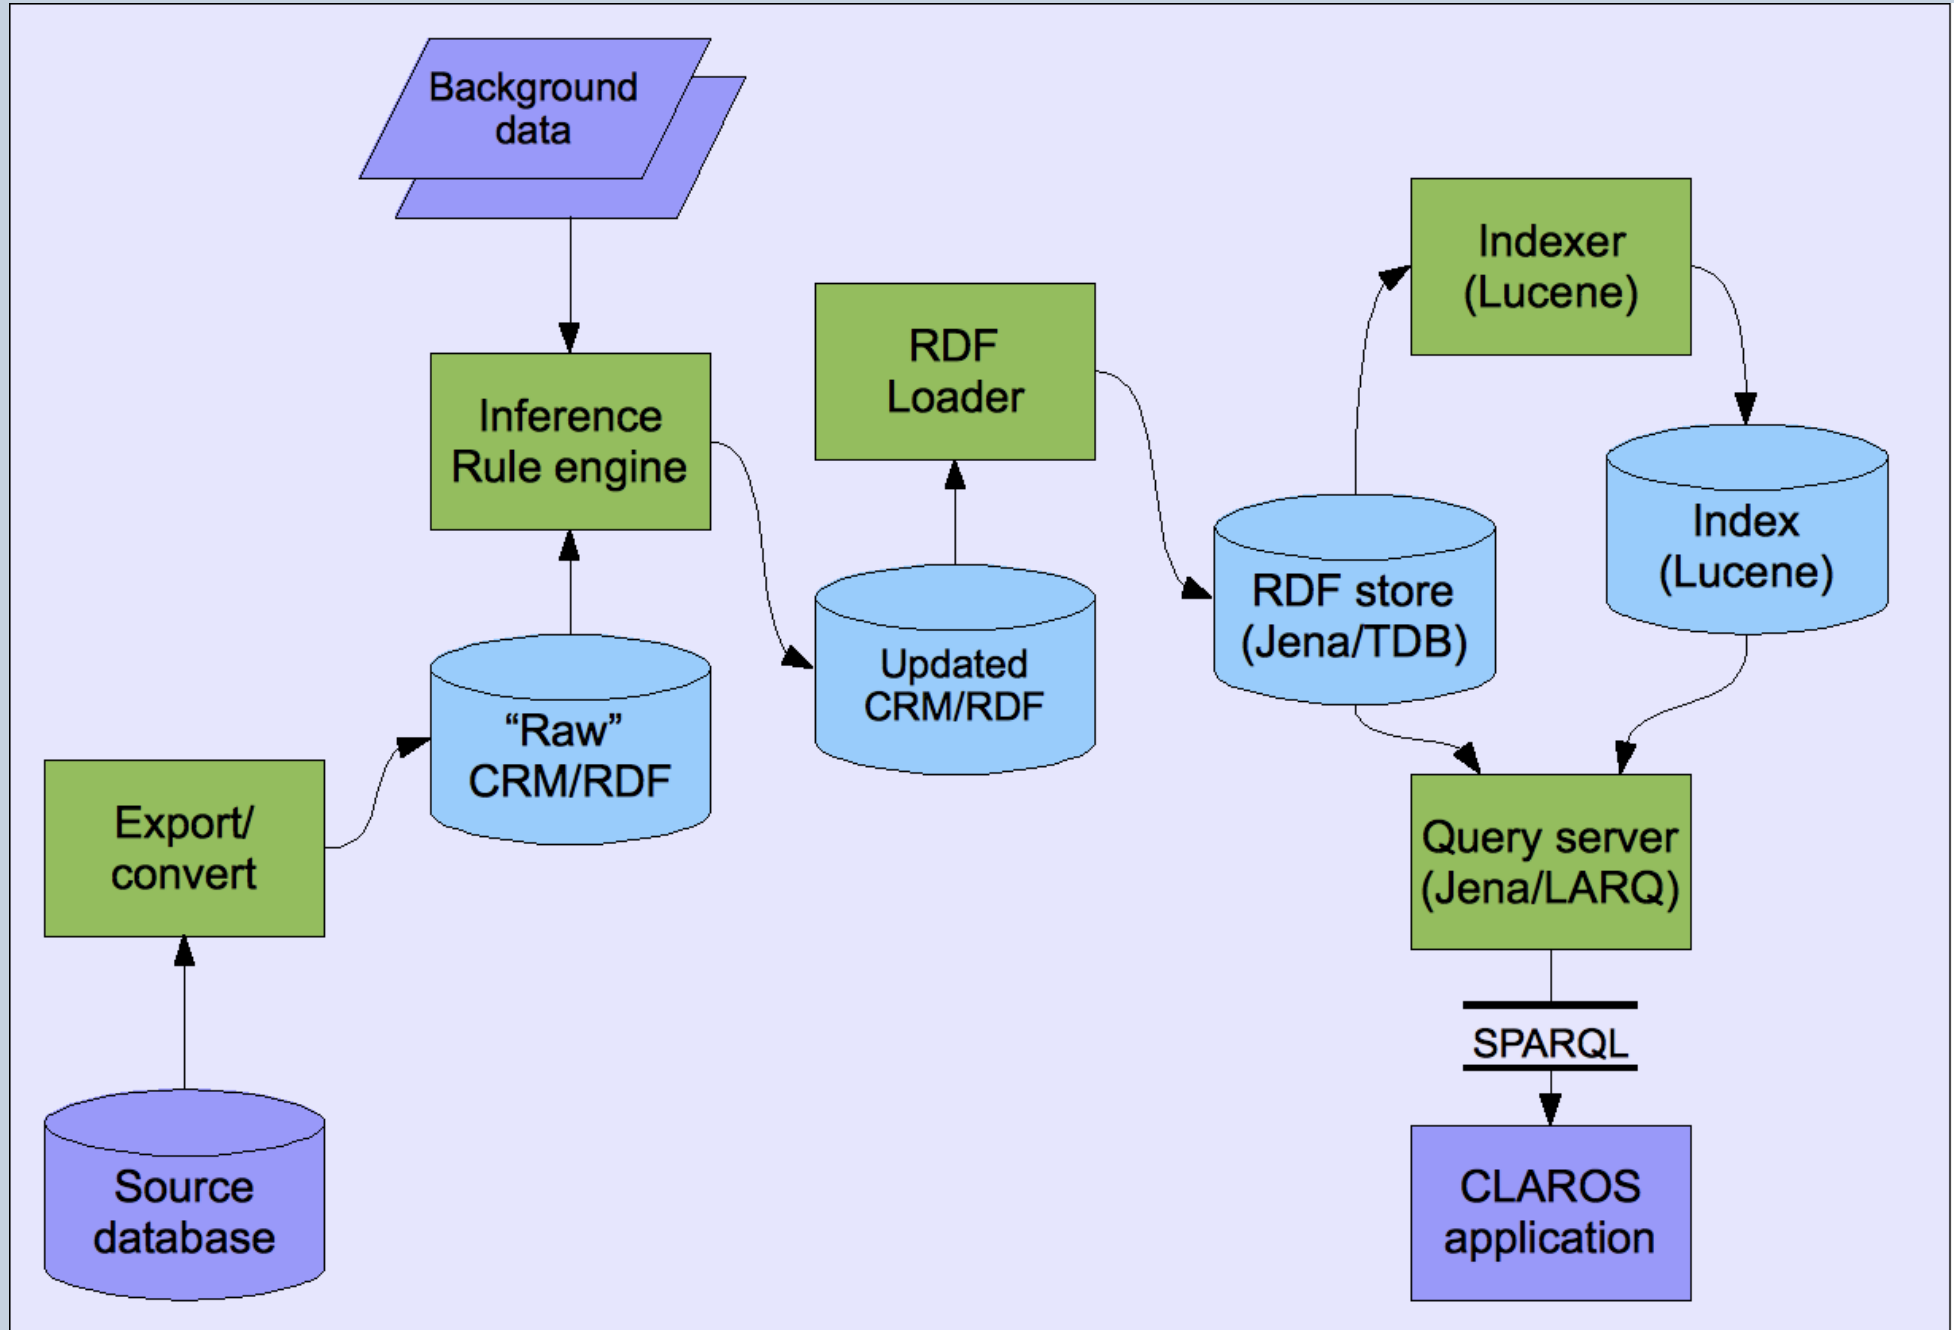 Background
data
Indexer
(Lucene)
RDF
Loader
Inference
Rule engine
Index
(Lucene)
RDF store
(Jena/TDB)
Updated
CRM/RDF
“Raw”
CRM/RDF
Export/
convert
Query server
(Jena/LARQ)
SPARQL
Source
database
CLAROS
application